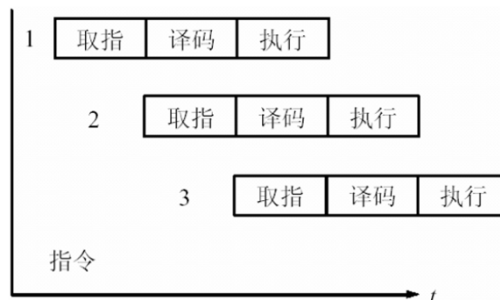 1 取指 译码 执行
2 取指 译码 执行
3 取指 译码 执行
指令
t